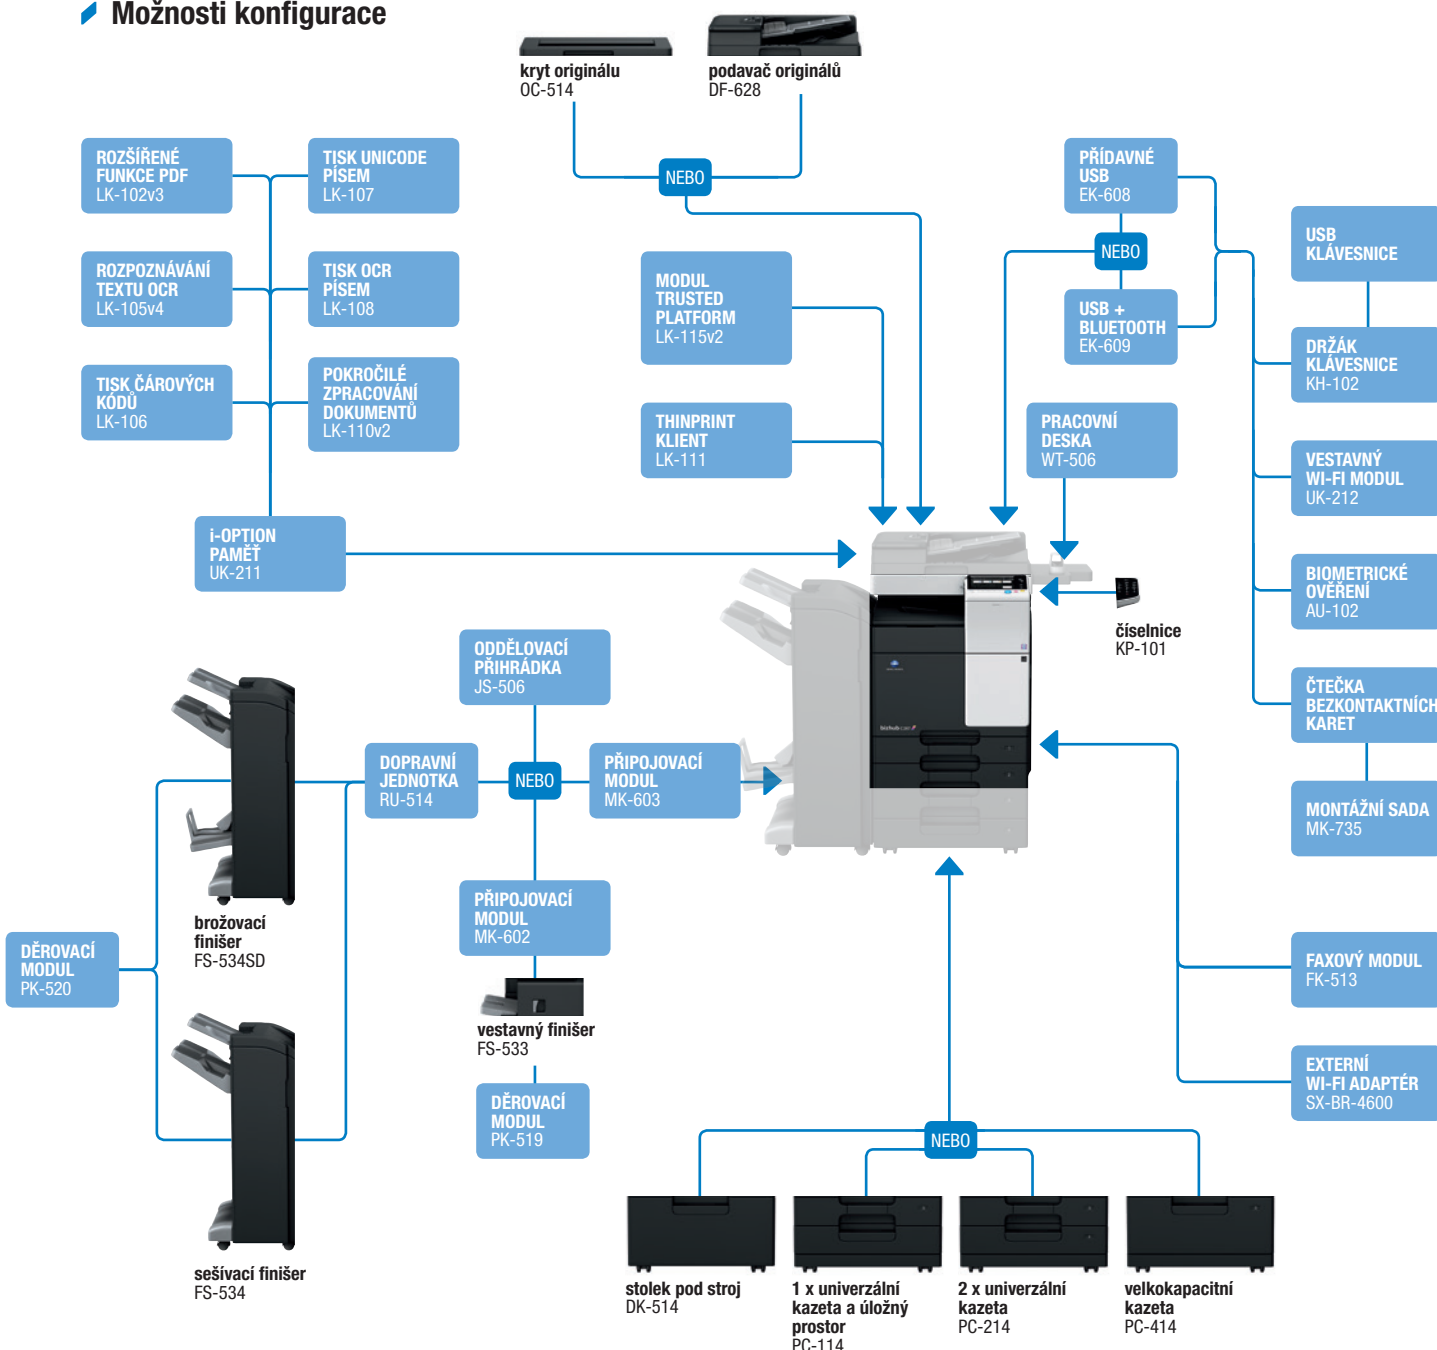 Možnosti konfigurace
kryt originálu
OC-514
podavač originálů
DF-628
NEBO
ROZŠÍŘENÉ
FUNKCE PDF
LK-102v3
TISK UNICODE
PÍSEM
LK-107
ROZPOZNÁVÁNÍ
TEXTU OCR
LK-105v4
TISK OCR
PÍSEM
LK-108
TISK ČÁROVÝCH
KÓDŮ
LK-106
POKROČILÉ
ZPRACOVÁNÍ
DOKUMENTŮ
LK-110v2
i-OPTION
PAMĚŤ
UK-211
MODUL
TRUSTED
PLATFORM
LK-115v2
THINPRINT
KLIENT
LK-111
PŘÍDAVNÉ
USB
EK-608
NEBO
USB +
BLUETOOTH
EK-609
PRACOVNÍ
DESKA
WT-506
USB
KLÁVESNICE
DRŽÁK
KLÁVESNICE
KH-102
VESTAVNÝ
WI-FI MODUL
UK-212
BIOMETRICKÉ
OVĚŘENÍ
AU-102
ČTEČKA
BEZKONTAKTNÍCH
KARET
MONTÁŽNÍ SADA
MK-735
číselnice
KP-101
bizhub
ODDĚLOVACÍ
PŘIHRÁDKA
JS-506
DOPRAVNÍ
JEDNOTKA
RU-514
NEBO
PŘIPOJOVACÍ
MODUL
MK-603
PŘIPOJOVACÍ
MODUL
MK-602
vestavný finišer
FS-533
DĚROVACÍ
MODUL
PK-519
brožovací
finišer
FS-534SD
DĚROVACÍ
MODUL
PK-520
sešívací finišer
FS-534
FAXOVÝ MODUL
FK-513
EXTERNÍ
WI-FI ADAPTÉR
SX-BR-4600
NEBO
stolek pod stroj
DK-514
1 x univerzální
kazeta a úložný
prostor
PC-114
2 x univerzální
kazeta
PC-214
velkokapacitní
kazeta
PC-414